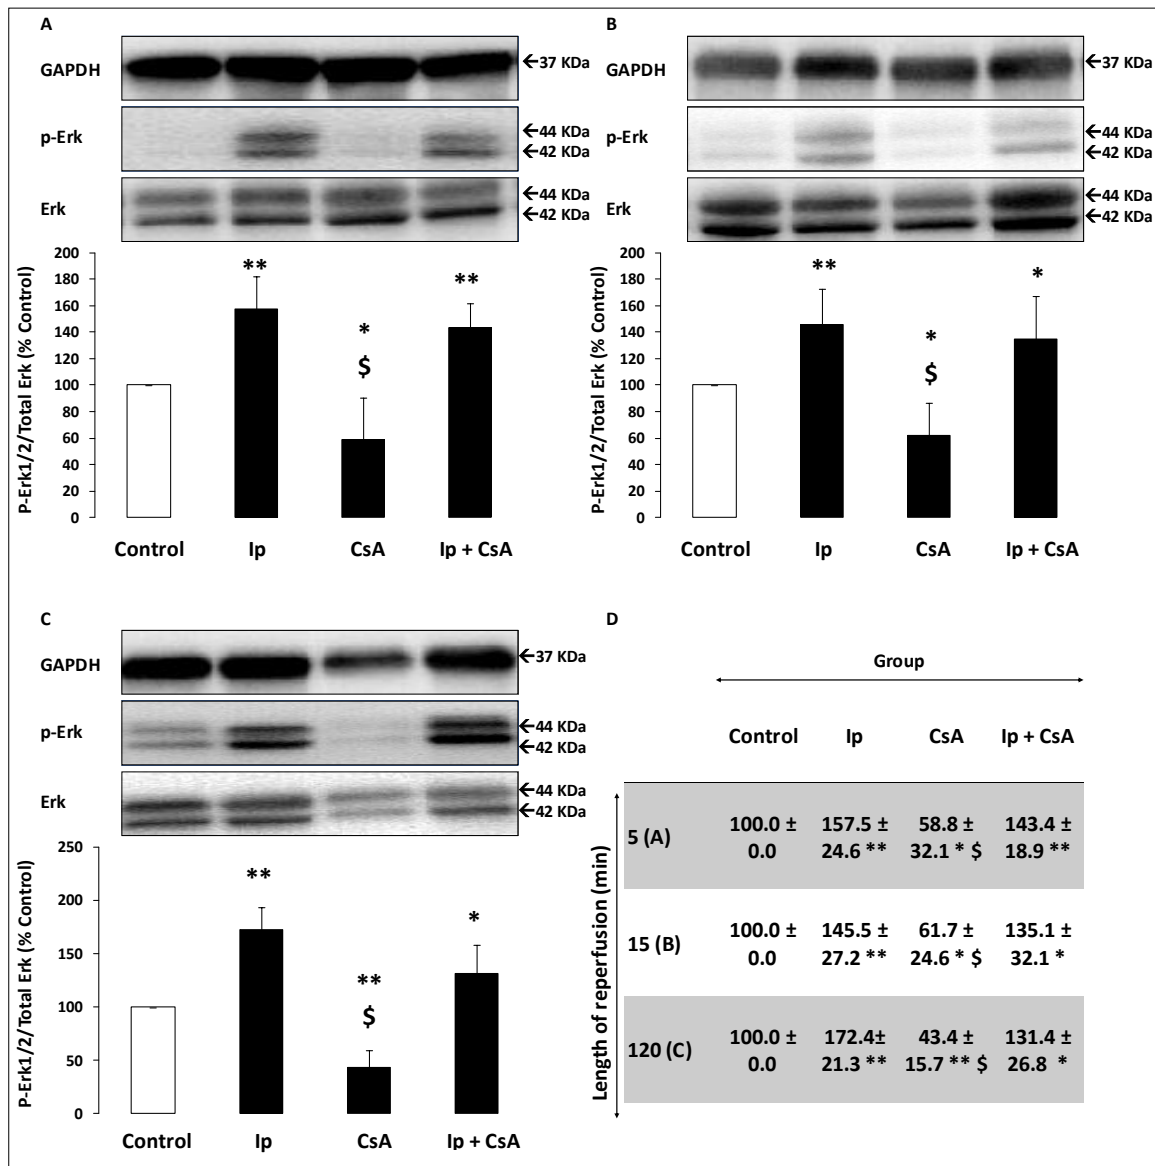 A
GAPDH
←37 KDa
p-Erk
←44 KDa
←42 KDa
Erk
←44 KDa
←42 KDa
P-Erk1/2/Total Erk (% Control)
200
180
160
140
120
100
80
60
40
20
0
**
*
$
**
Control Ip CsA Ip + CsA
B
GAPDH
←37 KDa
p-Erk
←44 KDa
←42 KDa
Erk
←44 KDa
←42 KDa
P-Erk1/2/Total Erk (% Control)
200
180
160
140
120
100
80
60
40
20
0
**
*
$
*
Control Ip CsA Ip + CsA
C
GAPDH
←37 KDa
p-Erk
←44 KDa
←42 KDa
Erk
←44 KDa
←42 KDa
P-Erk1/2/Total Erk (% Control)
250
200
150
100
50
0
**
**
$
*
Control Ip CsA Ip + CsA
D
Group
Control Ip CsA Ip + CsA
Length of reperfusion (min)
5 (A)
100.0 ± 157.5 ± 58.8 ± 143.4 ±
0.0 24.6 ** 32.1 * $ 18.9 **
15 (B)
100.0 ± 145.5 ± 61.7 ± 135.1 ±
0.0 27.2 ** 24.6 * $ 32.1 *
120 (C)
100.0 ± 172.4± 43.4 ± 131.4 ±
0.0 21.3 ** 15.7 ** $ 26.8 *